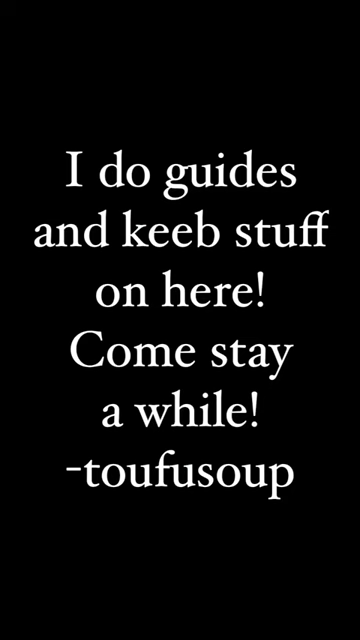 I do guides
and keeb stuff
on here!
Come stay
a while!
-toufusoup